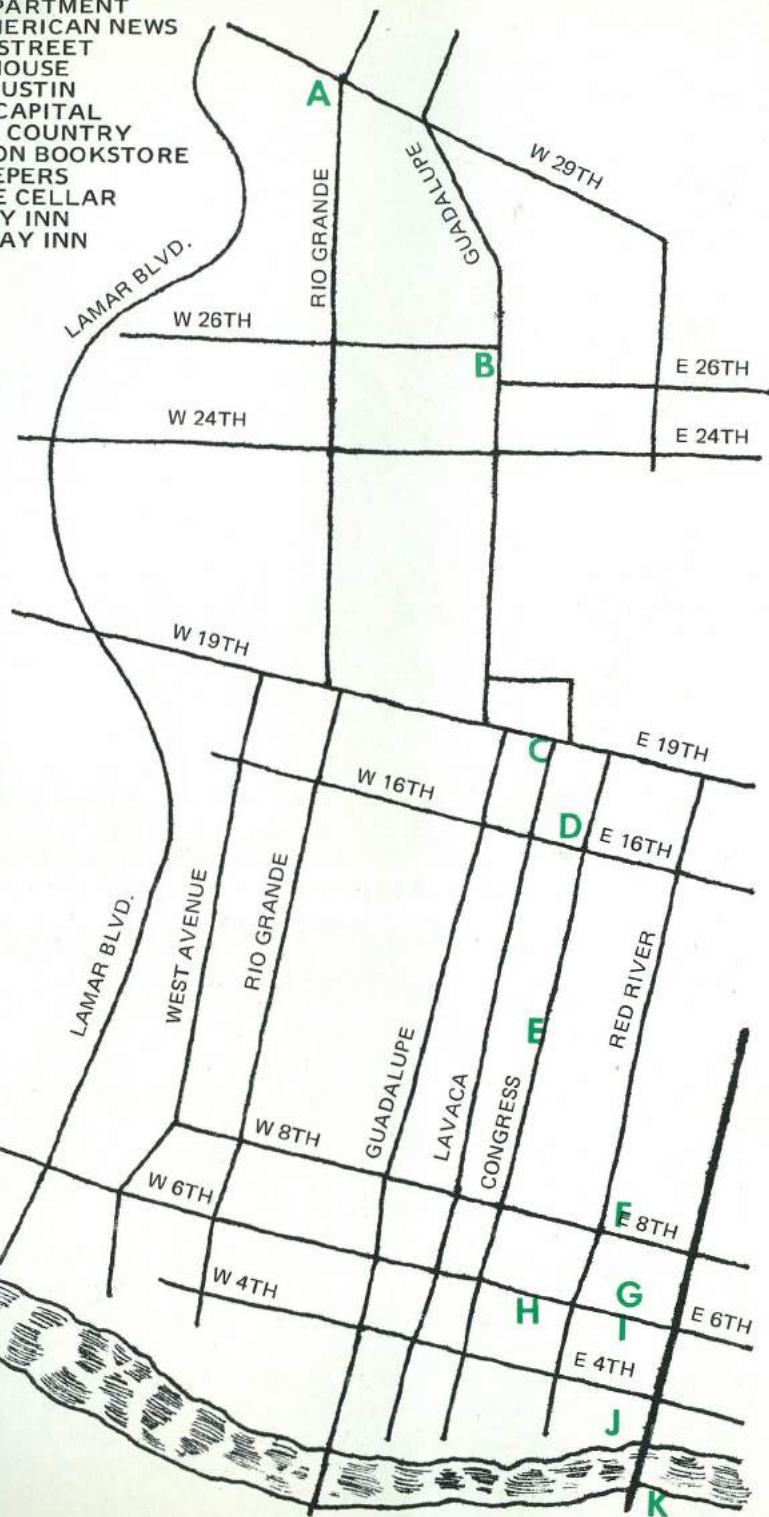 PARTMENT
MERICAN NEWS
STREET
HOUSE
USTIN
CAPITAL
COUNTRY
ON BOOKSTORE
EPERS
E CELLAR
Y INN
AY INN
A
W 29TH
GUADALUPE
RIO GRANDE
LAMAR BLVD.
W 26TH
B
E 26TH
W 24TH
E 24TH
W 19TH
C
E 19TH
W 16TH
D
E 16TH
LAMAR BLVD.
WEST AVENUE
RIO GRANDE
GUADALUPE
LAVACA
CONGRESS
E
RED RIVER
W 8TH
F
E 8TH
W 6TH
G
H
I
E 6TH
W 4TH
E 4TH
J
K